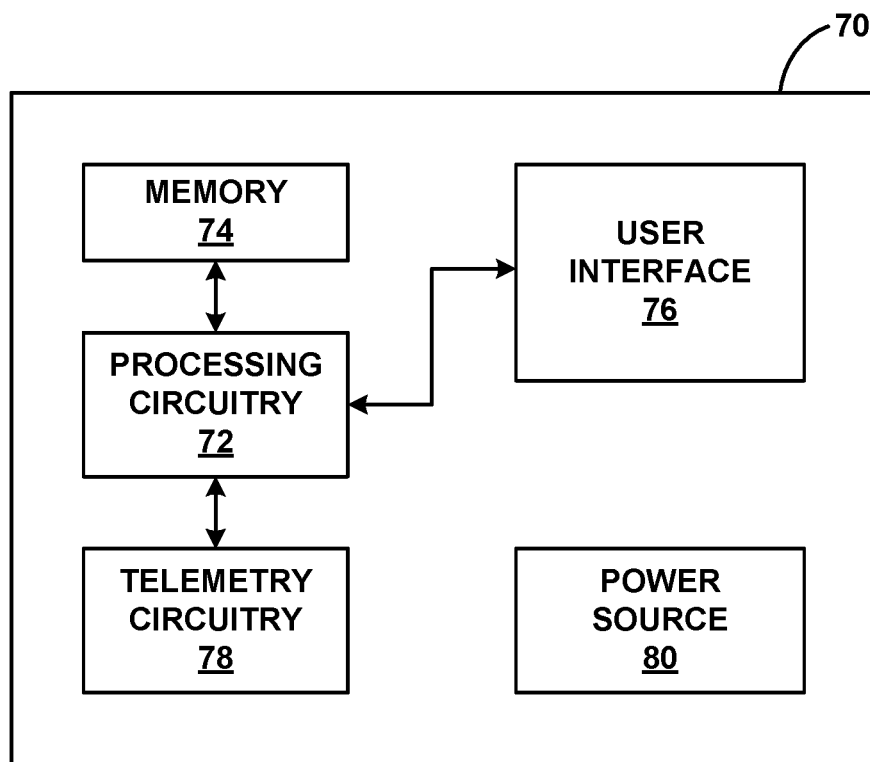 70
MEMORY
74
USER
INTERFACE
76
PROCESSING
CIRCUITRY
72
TELEMETRY
CIRCUITRY
78
POWER
SOURCE
80